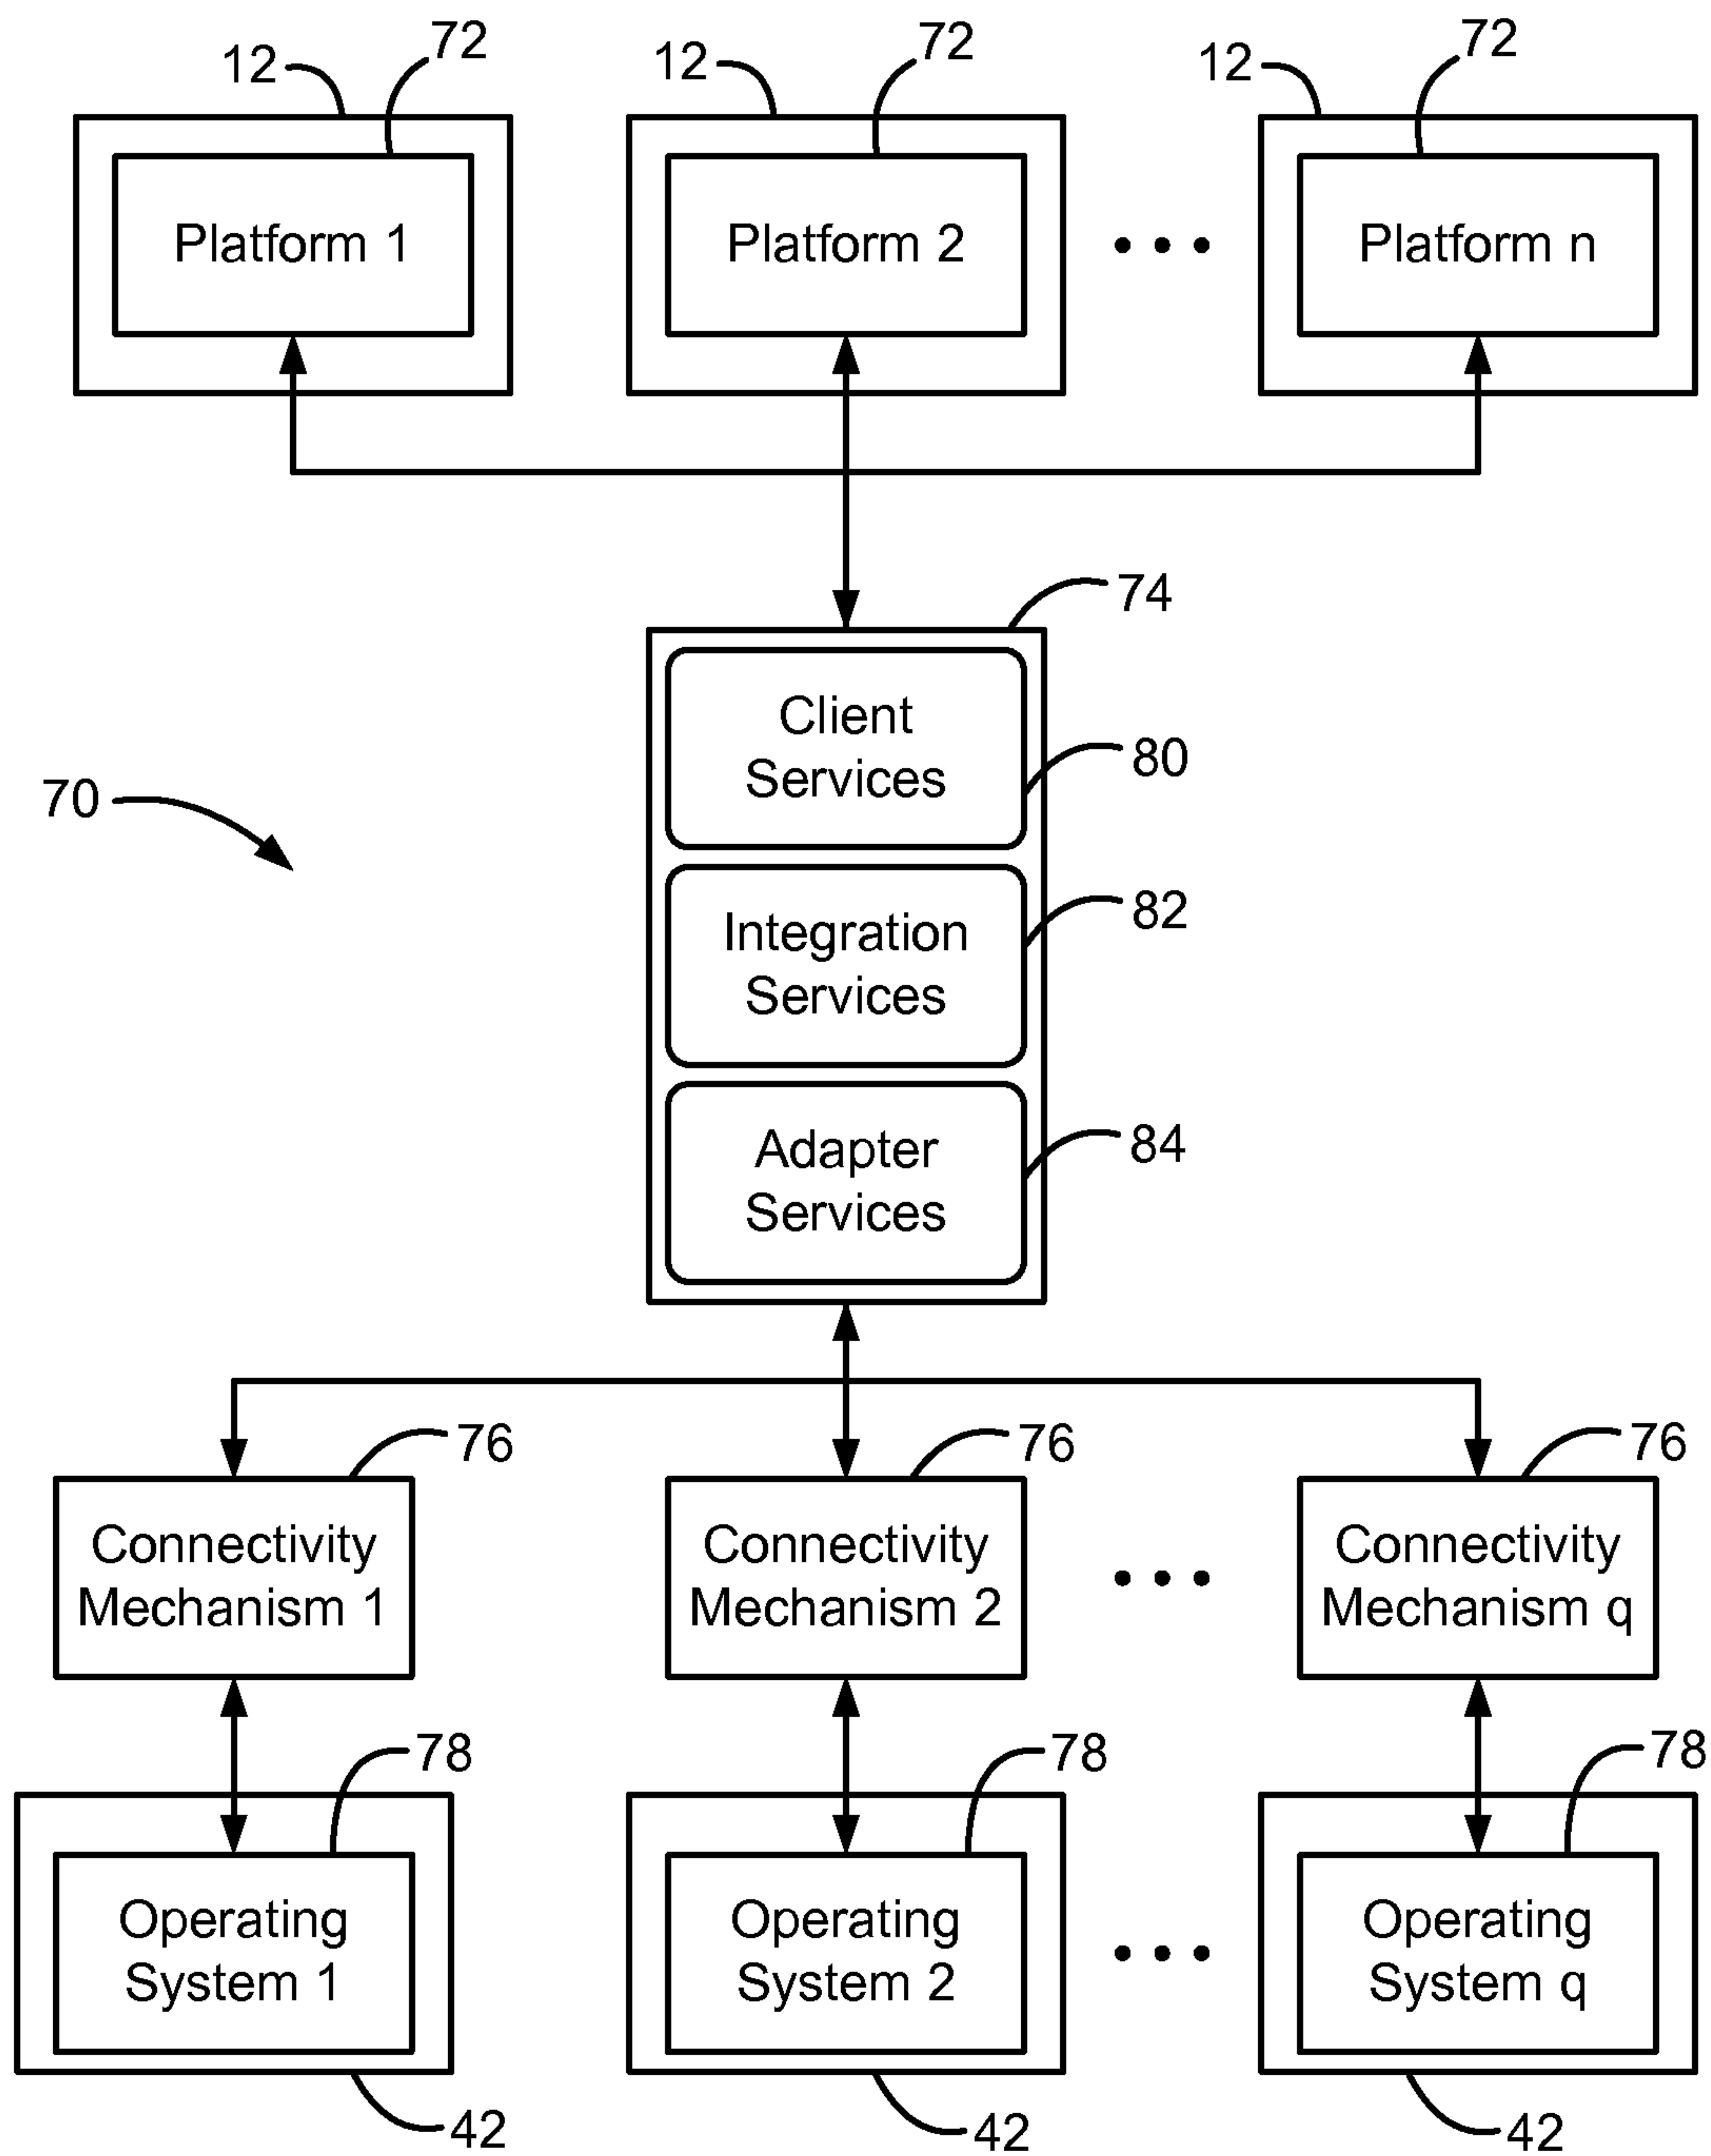 12 72 12 72 12 72
Platform 1 Platform 2 • • • Platform n
74
Client
Services
80
70
Integration
Services
82
Adapter
Services
84
76 76 76
Connectivity
Mechanism 1
Connectivity
Mechanism 2
• • •
Connectivity
Mechanism q
78 78 78
Operating
System 1
Operating
System 2
• • •
Operating
System q
42 42 42